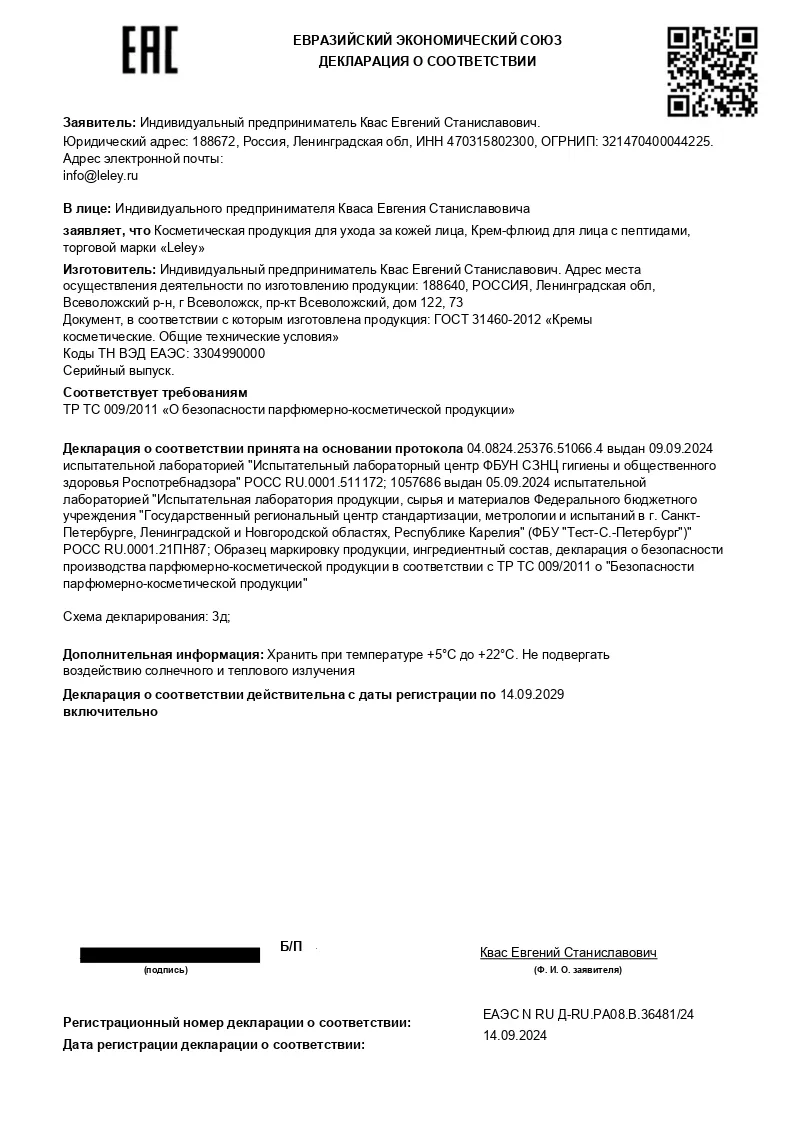 EAC
ЕВРАЗИЙСКИЙ ЭКОНОМИЧЕСКИЙ СОЮЗ
ДЕКЛАРАЦИЯ О СООТВЕТСТВИИ
Заявитель: Индивидуальный предприниматель Квас Евгений Станиславович.
Юридический адрес: 188672, Россия, Ленинградская обл, ИНН 470315802300, ОГРНИП: 321470400044225.
Адрес электронной почты:
info@leley.ru
В лице: Индивидуального предпринимателя Кваса Евгения Станиславовича
заявляет, что Косметическая продукция для ухода за кожей лица, Крем-флюид для лица с пептидами,
торговой марки «Leley»
Изготовитель: Индивидуальный предприниматель Квас Евгений Станиславович. Адрес места
осуществления деятельности по изготовлению продукции: 188640, РОССИЯ, Ленинградская обл,
Всеволожский р-н, г Всеволожск, пр-кт Всеволожский, дом 122, 73
Документ, в соответствии с которым изготовлена продукция: ГОСТ 31460-2012 «Кремы
косметические. Общие технические условия»
Коды ТН ВЭД ЕАЭС: 3304990000
Серийный выпуск.
Соответствует требованиям
ТР ТС 009/2011 «О безопасности парфюмерно-косметической продукции»
Декларация о соответствии принята на основании протокола 04.0824.25376.51066.4 выдан 09.09.2024
испытательной лабораторией "Испытательный лабораторный центр ФБУН СЗНЦ гигиены и общественного
здоровья Роспотребнадзора" РОСС RU.0001.511172; 1057686 выдан 05.09.2024 испытательной
лабораторией "Испытательная лаборатория продукции, сырья и материалов Федерального бюджетного
учреждения "Государственный региональный центр стандартизации, метрологии и испытаний в г. Санкт-
Петербурге, Ленинградской и Новгородской областях, Республике Карелия" (ФБУ "Тест-С.-Петербург")"
РОСС RU.0001.21ПН87; Образец маркировку продукции, ингредиентный состав, декларация о безопасности
производства парфюмерно-косметической продукции в соответствии с ТР ТС 009/2011 о "Безопасности
парфюмерно-косметической продукции"
Схема декларирования: 3д;
Дополнительная информация: Хранить при температуре +5°С до +22°С. Не подвергать
воздействию солнечного и теплового излучения
Декларация о соответствии действительна с даты регистрации по 14.09.2029
включительно
Б/П
Квас Евгений Станиславович
(подпись)
(Ф. И. О. заявителя)
Регистрационный номер декларации о соответствии: ЕАЭС N RU Д-RU.РА08.В.36481/24
Дата регистрации декларации о соответствии: 14.09.2024